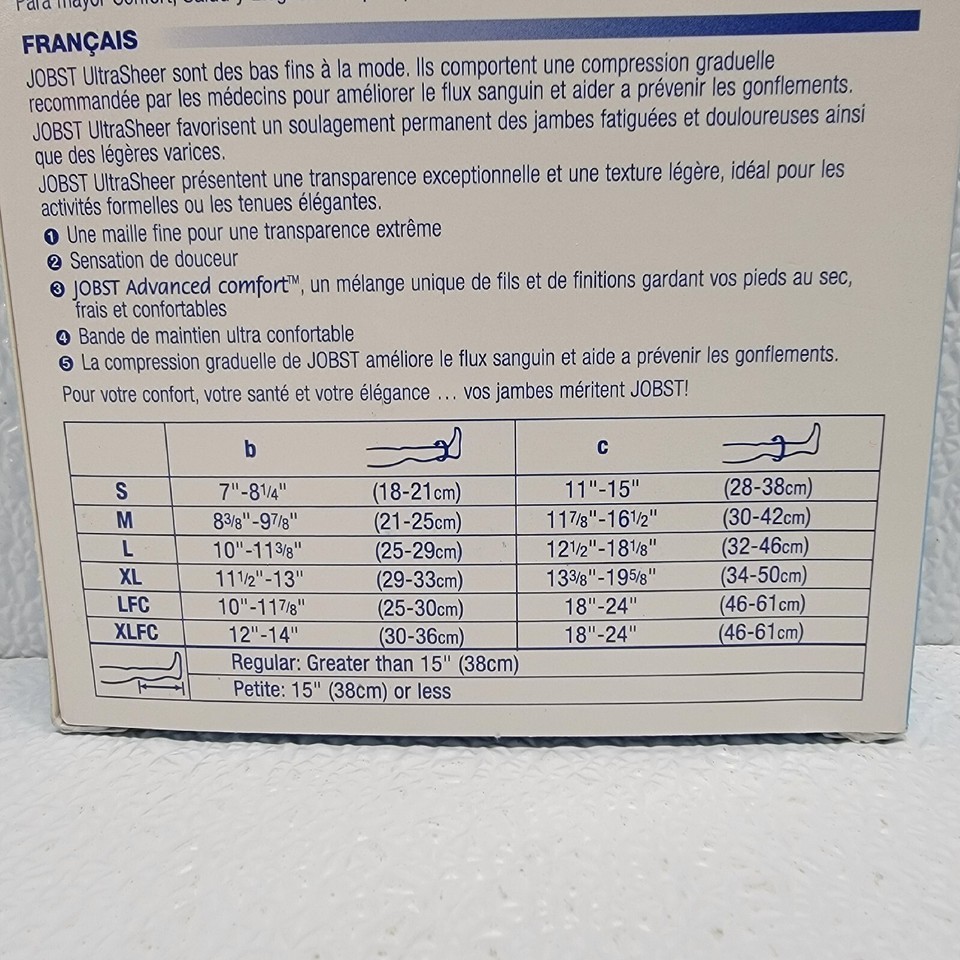 Para mayor
FRANÇAIS
JOBST UltraSheer sont des bas fins à la mode. Ils comportent une compression graduelle
recommandée par les médecins pour améliorer le flux sanguin et aider a prévenir les gonflements.
JOBST UltraSheer favorisent un soulagement permanent des jambes fatiguées et douloureuses ainsi
que des légères varices.
JOBST UltraSheer présentent une transparence exceptionnelle et une texture légère, idéal pour les
activités formelles ou les tenues élégantes.
1 Une maille fine pour une transparence extrême
2 Sensation de douceur
3 JOBST Advanced comfort™, un mélange unique de fils et de finitions gardant vos pieds au sec,
frais et confortables
4 Bande de maintien ultra confortable
5 La compression graduelle de JOBST améliore le flux sanguin et aide a prévenir les gonflements.
Pour votre confort, votre santé et votre élégance ... vos jambes méritent JOBST!
b c
S 7"-81/4" (18-21cm) 11"-15" (28-38cm)
M 83/8"-97/8" (21-25cm) 117/8"-161/2" (30-42cm)
L 10"-113/8" (25-29cm) 121/2"-181/8" (32-46cm)
XL 111/2"-13" (29-33cm) 133/8"-195/8" (34-50cm)
LFC 10"-117/8" (25-30cm) 18"-24" (46-61cm)
XLFC 12"-14" (30-36cm) 18"-24" (46-61cm)
Regular: Greater than 15" (38cm)
Petite: 15" (38cm) or less